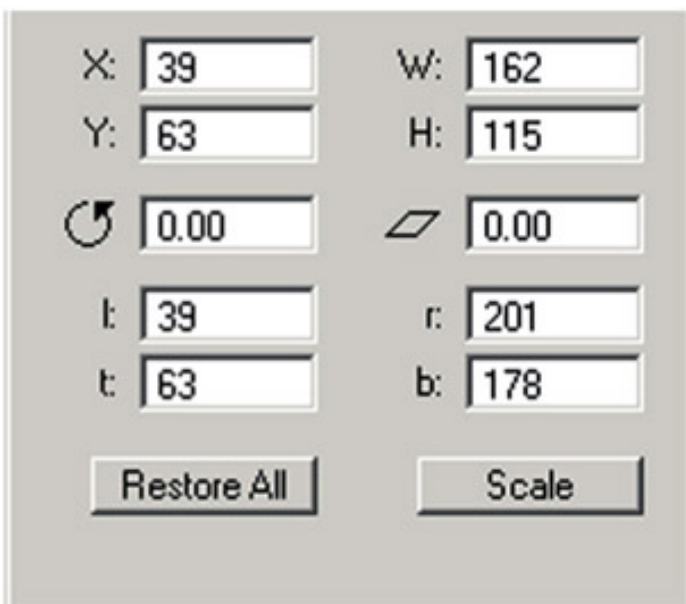 X: 39 W: 162
Y: 63 H: 115
0.00 0.00
l: 39 r: 201
t: 63 b: 178
Restore All Scale